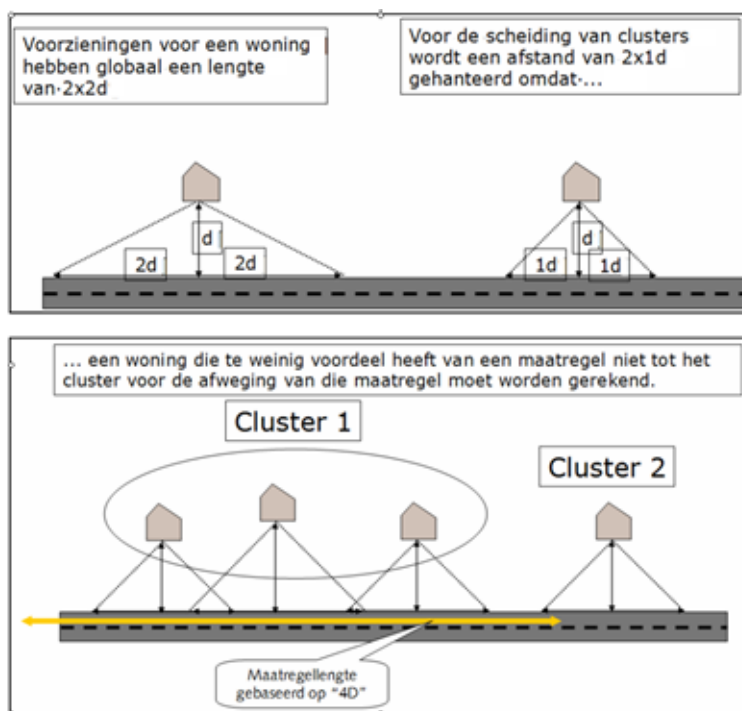 Voorzieningen voor een woning
hebben globaal een lengte
van·2x2d
Voor de scheiding van clusters
wordt een afstand van 2x1d
gehanteerd omdat·...
d
2d
2d
d
1d
1d
... een woning die te weinig voordeel heeft van een maatregel niet tot het
cluster voor de afweging van die maatregel moet worden gerekend.
Cluster 1
Cluster 2
Maatregellengte
gebaseerd op “4D”